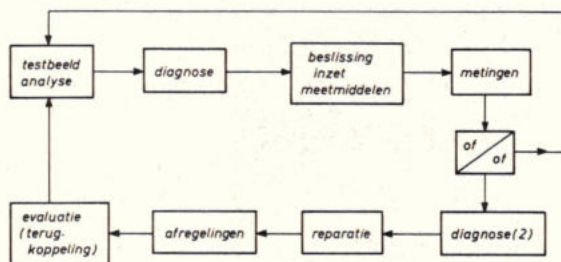 testbeeld
analyse
diagnose
beslissing
inzet
meetmiddelen
metingen
of
of
evaluatie
(terug-
koppeling)
afregelingen
reparatie
diagnose(2)